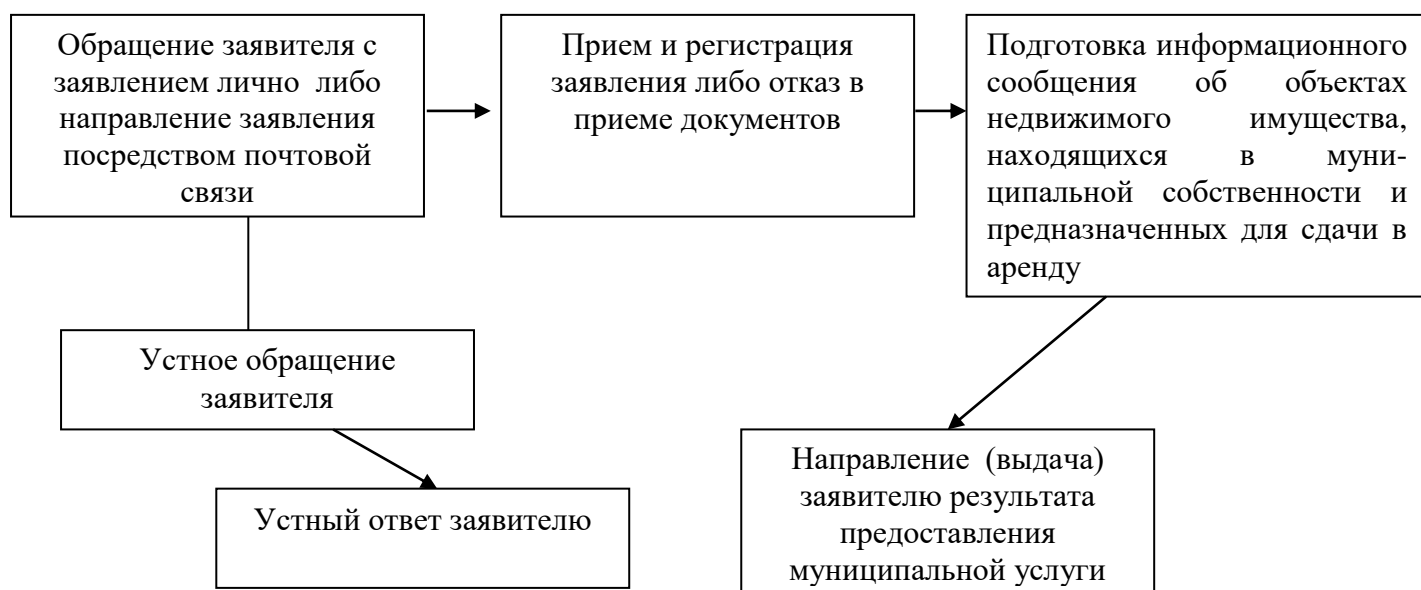 Обращение заявителя с
заявлением лично либо
направление заявления
посредством почтовой
связи
Прием и регистрация
заявления либо отказ в
приеме документов
Подготовка информационного
сообщения об объектах
недвижимого имущества,
находящихся в муни-
ципальной собственности и
предназначенных для сдачи в
аренду
Устное обращение
заявителя
Устный ответ заявителю
Направление (выдача)
заявителю результата
предоставления
муниципальной услуги